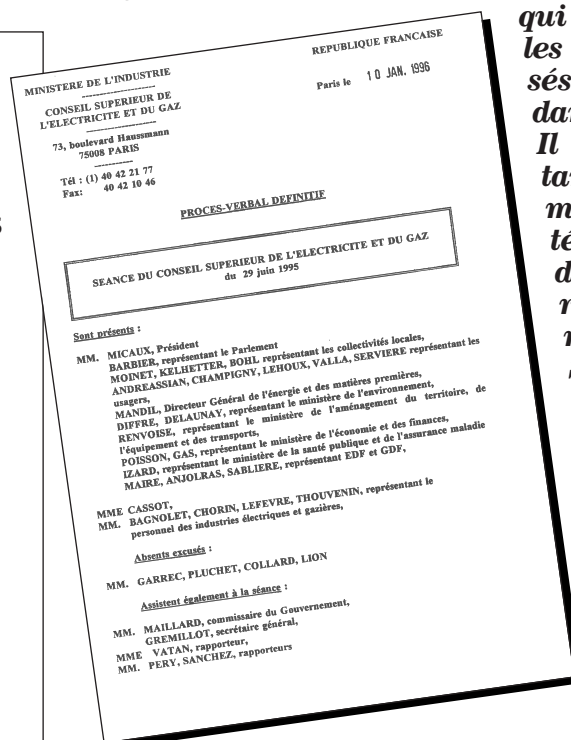 MINISTERE DE L'INDUSTRIE
CONSEIL SUPERIEUR DE
L'ELECTRICITE ET DU GAZ
73, boulevard Haussmann
75008 PARIS
Tél : (1) 40 42 21 77
Fax: 40 42 10 46
REPUBLIQUE FRANCAISE
Paris le 10 JAN. 1996
PROCES-VERBAL DEFINITIF
SEANCE DU CONSEIL SUPERIEUR DE L'ELECTRICITE ET DU GAZ
du 29 juin 1995
Sont présents :
MM. MICAUX, Président
BARBIER, représentant le Parlement
MOINET, KELHETTER, BOHL représentant les collectivités locales,
ANDREASSIAN, CHAMPIGNY, LEHOUX, VALLA, SERVIERE représentant les
usagers,
MANDIL, Directeur Général de l'énergie et des matières premières,
DIFFRE, DELAUNAY, représentant le ministère de l'environnement,
RENVOISE, représentant le ministère de l'aménagement du territoire, de
l'équipement et des transports,
POISSON, GAS, représentant le ministère de l'économie et des finances,
IZARD, représentant le ministère de la santé publique et de l'assurance maladie
MAIRE, ANJOLRAS, SABLIERE, représentant EDF et GDF,
MME CASSOT,
MM. BAGNOLET, CHORIN, LEFEVRE, THOUVENIN, représentant le
personnel des industries électriques et gazières,
Absents excusés :
MM. GARREC, PLUCHET, COLLARD, LION
Assistent également à la séance :
MM. MAILLARD, commissaire du Gouvernement,
GREMILLOT, secrétaire général,
MME VATAN, rapporteur,
MM. PERY, SANCHEZ, rapporteurs
qui
les
sés
Il